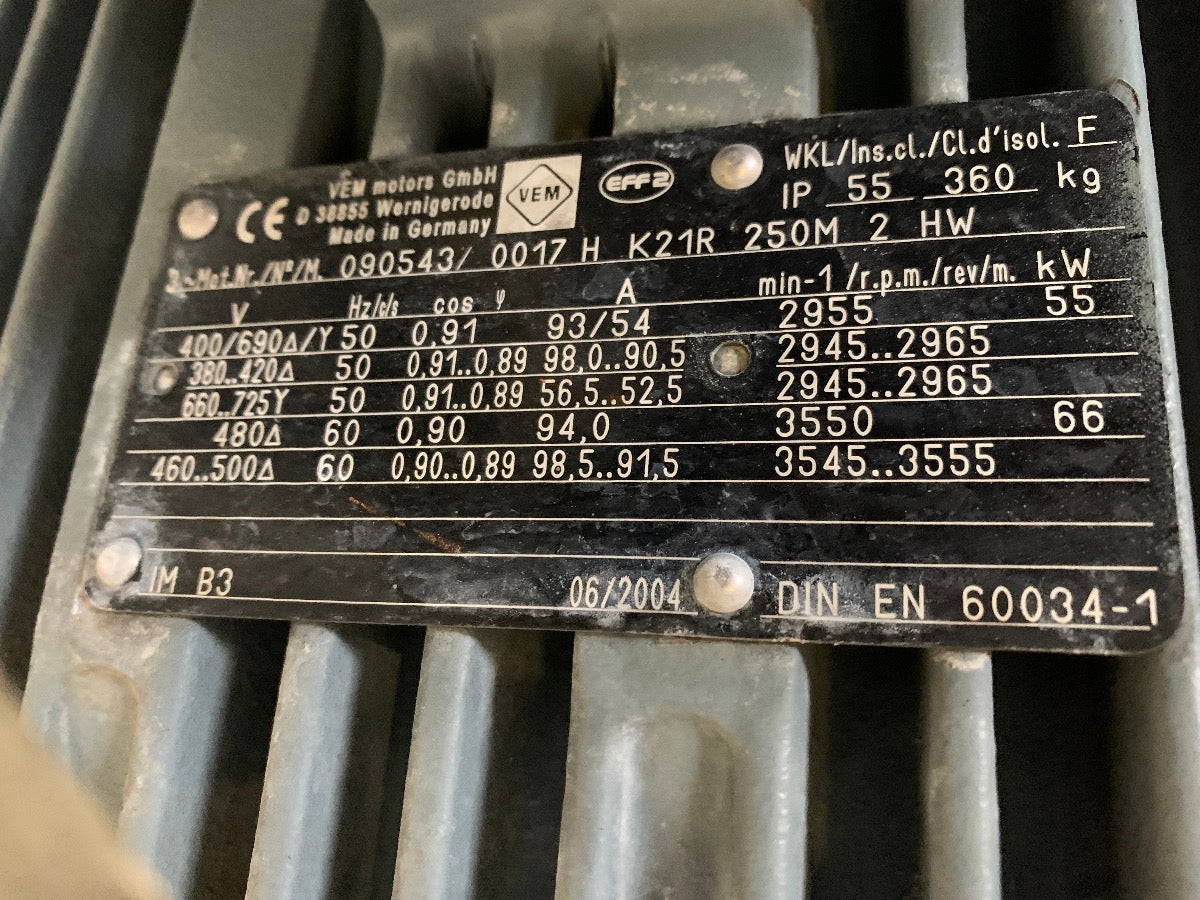 CE
VEM motors GmbH
D 38855 Wernigerode
Made in Germany
VEM
EFF2
WKL/Ins.cl./Cl.d'isol. F
IP 55 360 kg
3~Mot.Nr./N°/M. 090543/ 0017 H K21R 250M 2 HW
V Hz/c/s cos φ A min-1 /r.p.m./rev/m. kW
400/690Δ/Y 50 0,91 93/54 2955 55
380..420Δ 50 0,91..0,89 98,0..90,5 2945..2965
660..725Y 50 0,91..0,89 56,5..52,5 2945..2965
480Δ 60 0,90 94,0 3550 66
460..500Δ 60 0,90..0,89 98,5..91,5 3545..3555
IM B3 06/2004 DIN EN 60034-1